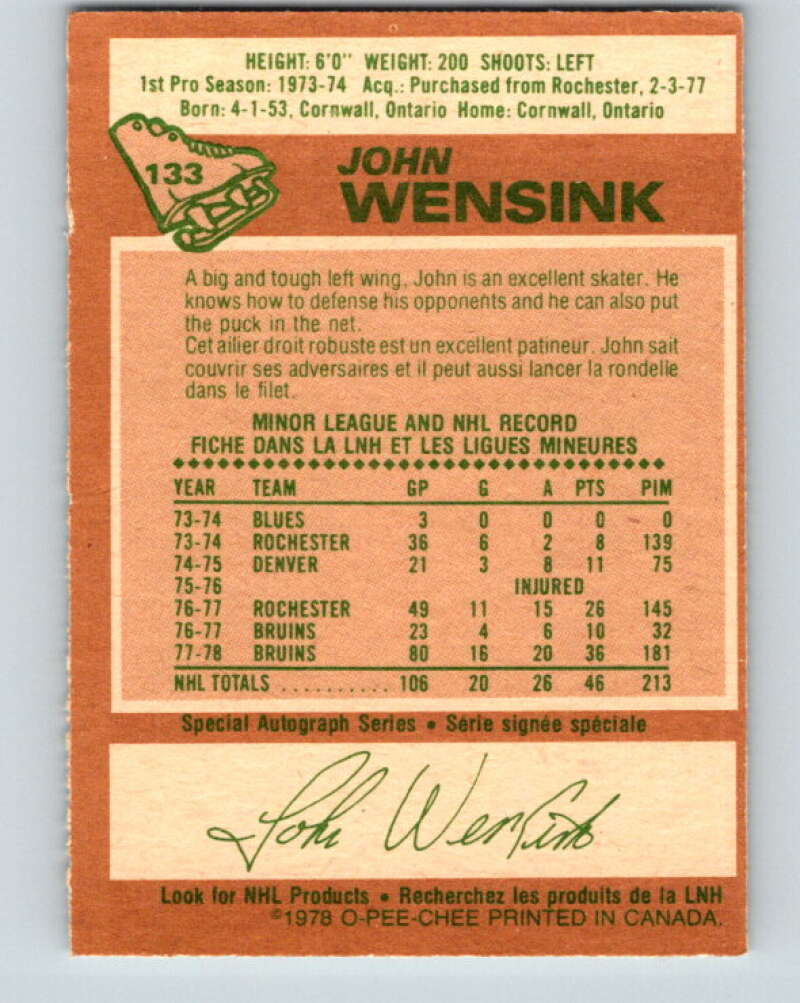 HEIGHT: 6'0" WEIGHT: 200 SHOOTS: LEFT
1st Pro Season: 1973-74 Acq.: Purchased from Rochester, 2-3-77
Born: 4-1-53, Cornwall, Ontario Home: Cornwall, Ontario
133
JOHN
WENSINK
A big and tough left wing, John is an excellent skater. He
knows how to defense his opponents and he can also put
the puck in the net.
Cet ailier droit robuste est un excellent patineur. John sait
couvrir ses adversaires et il peut aussi lancer la rondelle
dans le filet.
MINOR LEAGUE AND NHL RECORD
FICHE DANS LA LNH ET LES LIGUES MINEURES
YEAR TEAM GP G A PTS PIM
73-74 BLUES 3 0 0 0 0
73-74 ROCHESTER 36 6 2 8 139
74-75 DENVER 21 3 8 11 75
75-76 INJURED
76-77 ROCHESTER 49 11 15 26 145
76-77 BRUINS 23 4 6 10 32
77-78 BRUINS 80 16 20 36 181
NHL TOTALS .......... 106 20 26 46 213
Special Autograph Series • Série signée spéciale
John Wensink
Look for NHL Products • Recherchez les produits de la LNH
©1978 O-PEE-CHEE PRINTED IN CANADA.